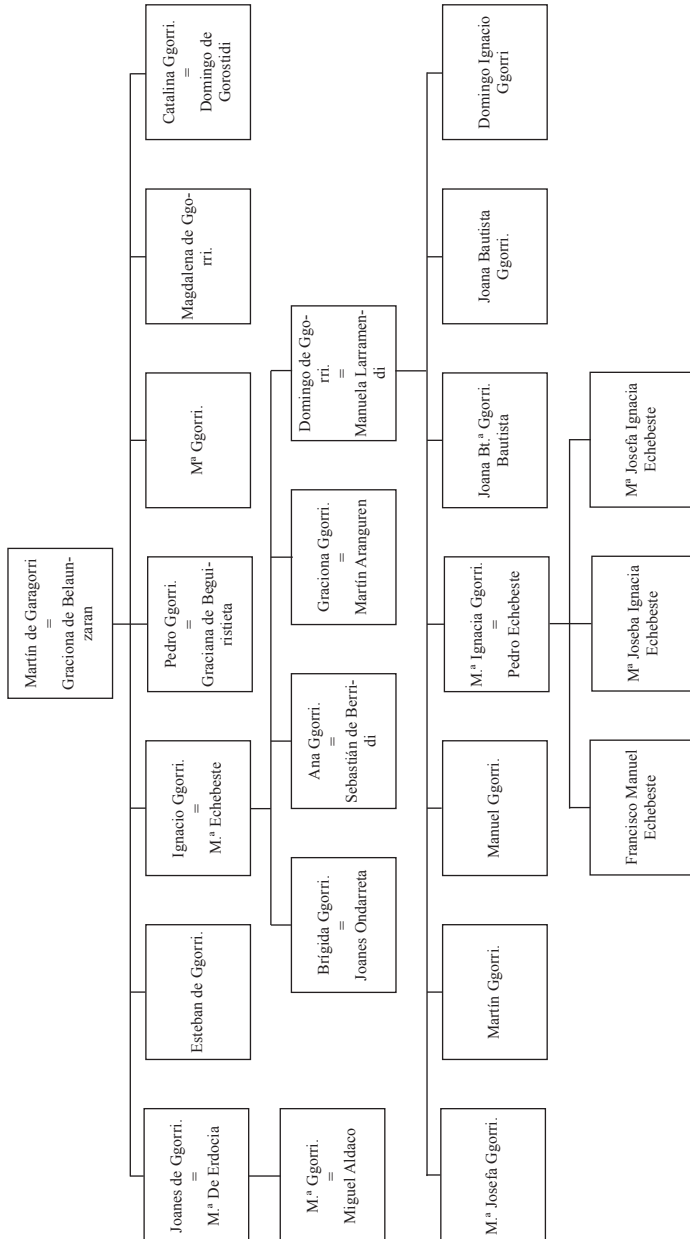 Martín de Garagorri
=
Graciona de Belaun-
zaran
Joanes de Ggorri.
=
M.ª De Erdocia
Esteban de Ggorri.
Ignacio Ggorri.
=
M.ª Echebeste
Pedro Ggorri.
=
Graciana de Begui-
ristieta
Mª Ggorri.
Magdalena de Ggo-
rri.
Catalina Ggorri.
=
Domingo de
Gorostidi
M.ª Ggorri.
=
Miguel Aldaco
Brígida Ggorri.
=
Joanes Ondarreta
Ana Ggorri.
=
Sebastián de Berri-
di
Graciona Ggorri.
=
Martín Aranguren
Domingo de Ggo-
rri.
=
Manuela Larramen-
di
M.ª Josefa Ggorri.
Martín Ggorri.
Manuel Ggorri.
M.ª Ignacia Ggorri.
=
Pedro Echebeste
Joana Bt.ª Ggorri.
Bautista
Joana Bautista
Ggorri.
Domingo Ignacio
Ggorri
Francisco Manuel
Echebeste
Mª Joseba Ignacia
Echebeste
Mª Josefa Ignacia
Echebeste